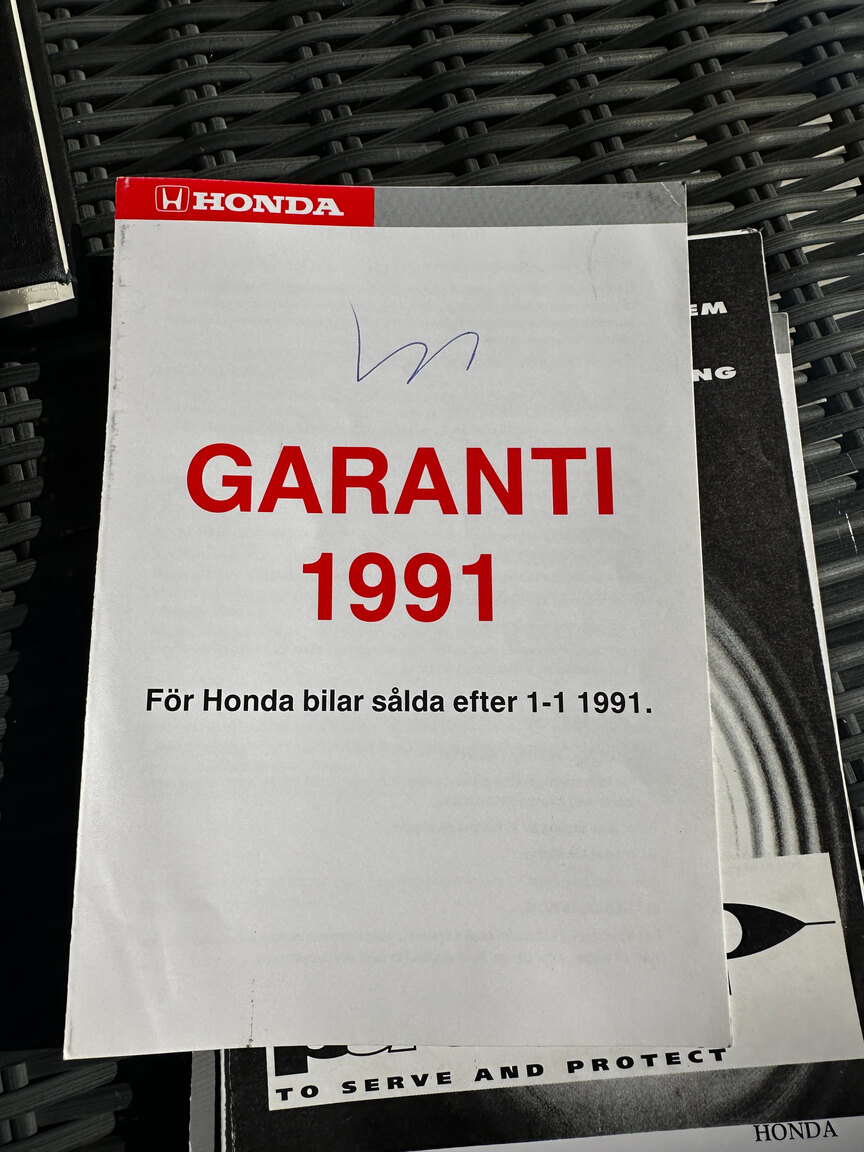 HONDA
GARANTI
1991
För Honda bilar sålda efter 1-1 1991.
EM
NG
TO SERVE AND PROTECT
HONDA